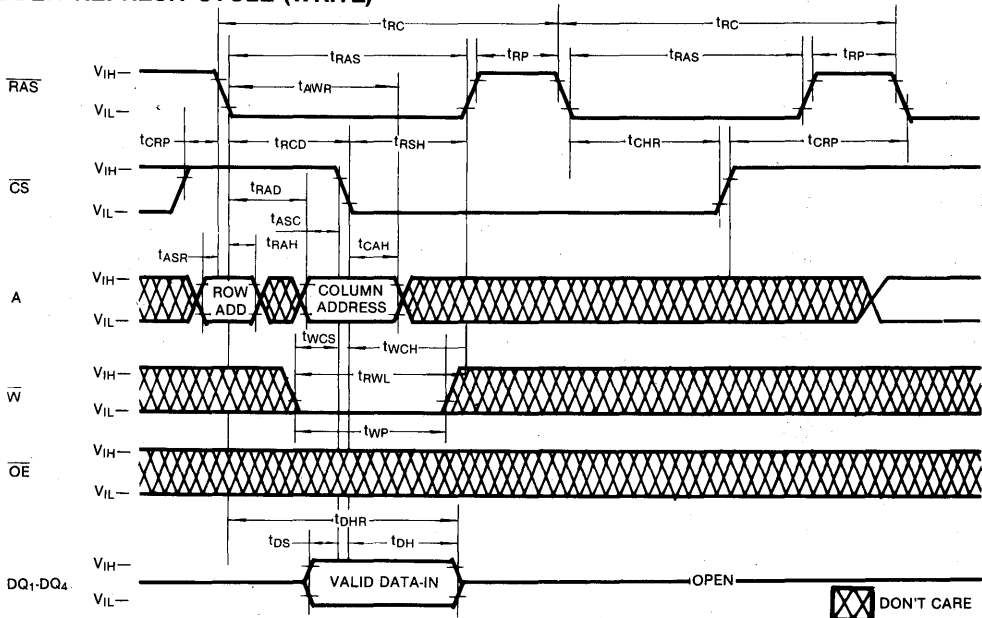 tRC tRC
tRAS tRP tRAS tRP
RAS VIH
tAWR
VIL
tCRP tRCD tRSH tCHR tCRP
CS VIH
tRAD
VIL
tASC
tASR tRAH tCAH
A VIH
ROW ADD COLUMN ADDRESS
VIL
tWCS tWCH
W VIH
tRWL
VIL
tWP
OE VIH
VIL
tDHR
tDS tDH
DQ1-DQ4 VIH
VALID DATA-IN OPEN
VIL
DON'T CARE